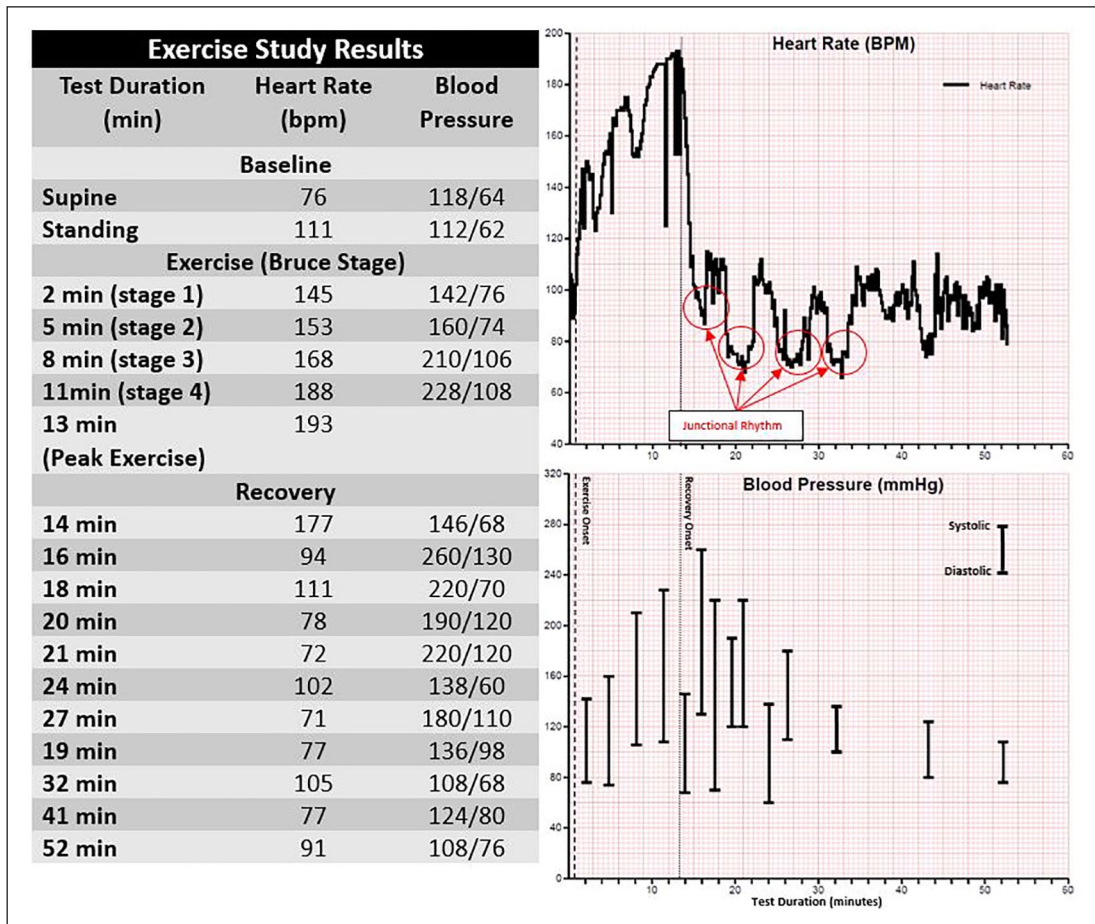 Exercise Study Results
Test Duration Heart Rate Blood
(min) (bpm) Pressure
Baseline
Supine 76 118/64
Standing 111 112/62
Exercise (Bruce Stage)
2 min (stage 1) 145 142/76
5 min (stage 2) 153 160/74
8 min (stage 3) 168 210/106
11min (stage 4) 188 228/108
13 min 193
(Peak Exercise)
Recovery
14 min 177 146/68
16 min 94 260/130
18 min 111 220/70
20 min 78 190/120
21 min 72 220/120
24 min 102 138/60
27 min 71 180/110
19 min 77 136/98
32 min 105 108/68
41 min 77 124/80
52 min 91 108/76
Heart Rate (BPM)
Heart Rate
200
180
160
140
120
100
80
60
40
Junctional Rhythm
10 20 30 40 50 60
Blood Pressure (mmHg)
320
280
240
200
160
120
80
40
0
Exercise Onset
Recovery Onset
Systolic
Diastolic
10 20 30 40 50 60
Test Duration (minutes)